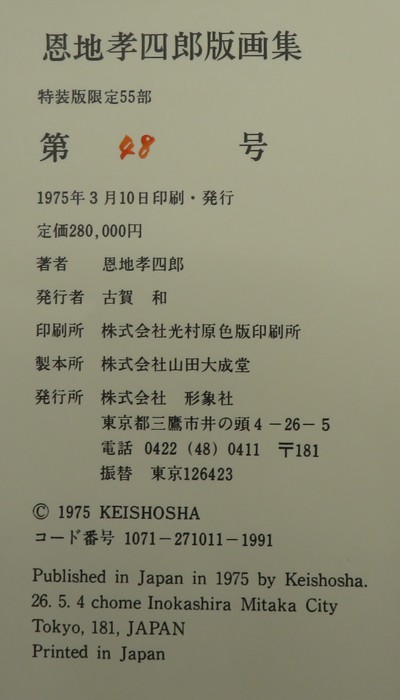 恩地孝四郎版画集
特装版限定55部
第 48 号
1975年3月10日印刷・発行
定価280,000円
著者 恩地孝四郎
発行者 古賀 和
印刷所 株式会社光村原色版印刷所
製本所 株式会社山田大成堂
発行所 株式会社 形象社
東京都三鷹市井の頭4-26-5
電話 0422 (48) 0411 〒181
振替 東京126423
© 1975 KEISHOSHA
コード番号 1071-271011-1991
Published in Japan in 1975 by Keishosha.
26. 5. 4 chome Inokashira Mitaka City
Tokyo, 181, JAPAN
Printed in Japan